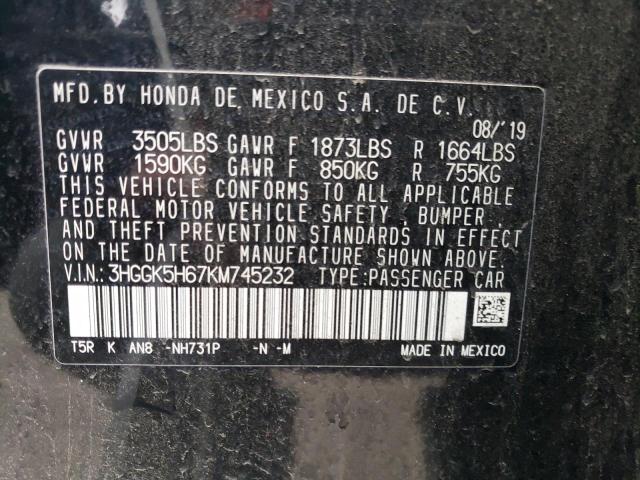 MFD. BY HONDA DE MEXICO S.A. DE C.V.
08/'19
GVWR 3505LBS GAWR F 1873LBS R 1664LBS
GVWR 1590KG GAWR F 850KG R 755KG
THIS VEHICLE CONFORMS TO ALL APPLICABLE
FEDERAL MOTOR VEHICLE SAFETY, BUMPER,
AND THEFT PREVENTION STANDARDS IN EFFECT
ON THE DATE OF MANUFACTURE SHOWN ABOVE.
V.I.N.: 3HGGK5H67KM745232 TYPE:PASSENGER CAR
T5R K AN8 -NH731P -N -M MADE IN MEXICO